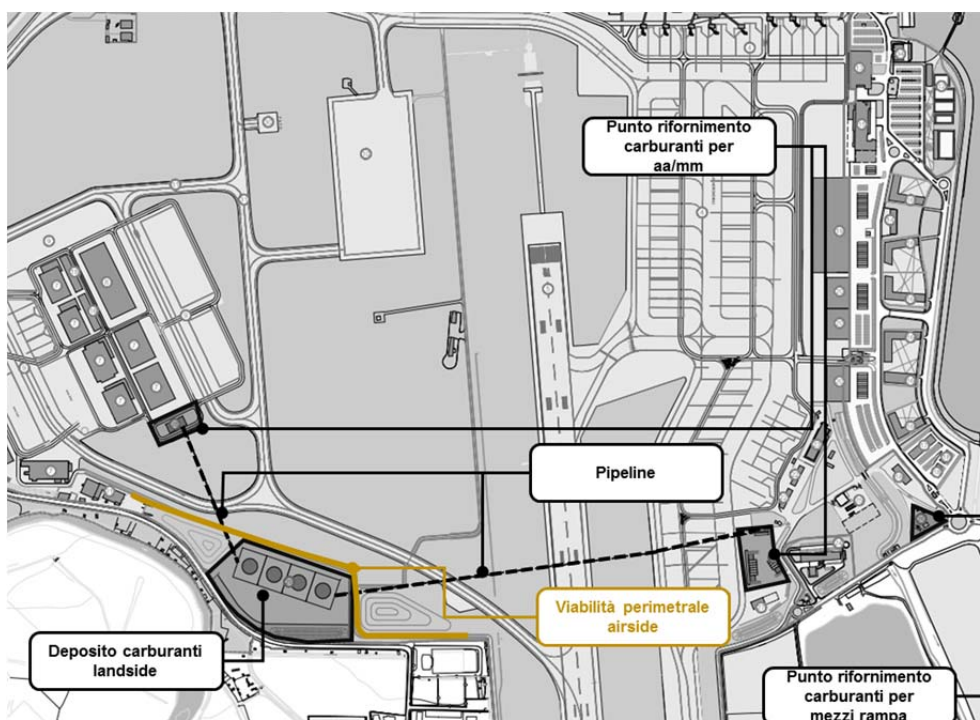 Punto rifornimento
carburanti per
aa/mm
Pipeline
Viabilità perimetrale
airside
Deposito carburanti
landside
Punto rifornimento
carburanti per
mezzi rampa